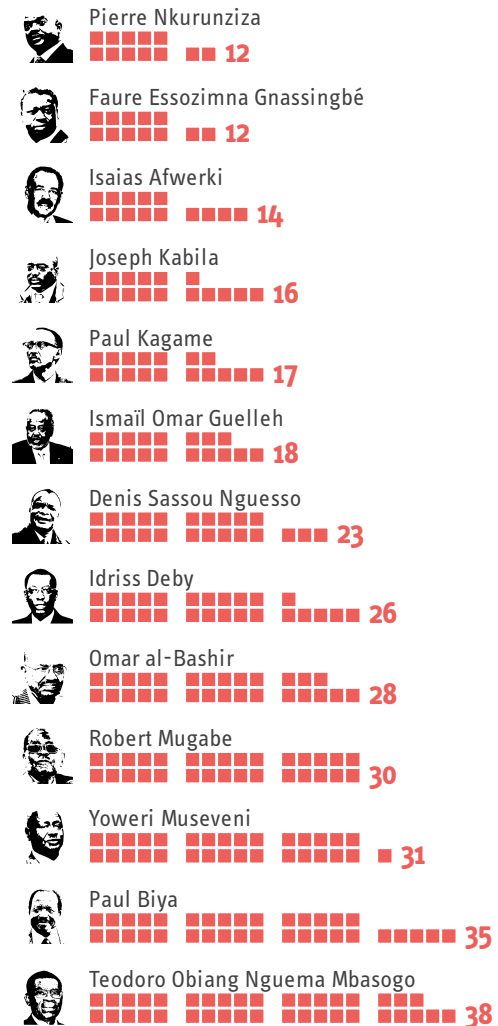 Pierre Nkurunziza
12
Faure Essozimna Gnassingbé
12
Isaias Afwerki
14
Joseph Kabila
16
Paul Kagame
17
Ismaïl Omar Guelleh
18
Denis Sassou Nguesso
23
Idriss Deby
26
Omar al-Bashir
28
Robert Mugabe
30
Yoweri Museveni
31
Paul Biya
35
Teodoro Obiang Nguema Mbasogo
38